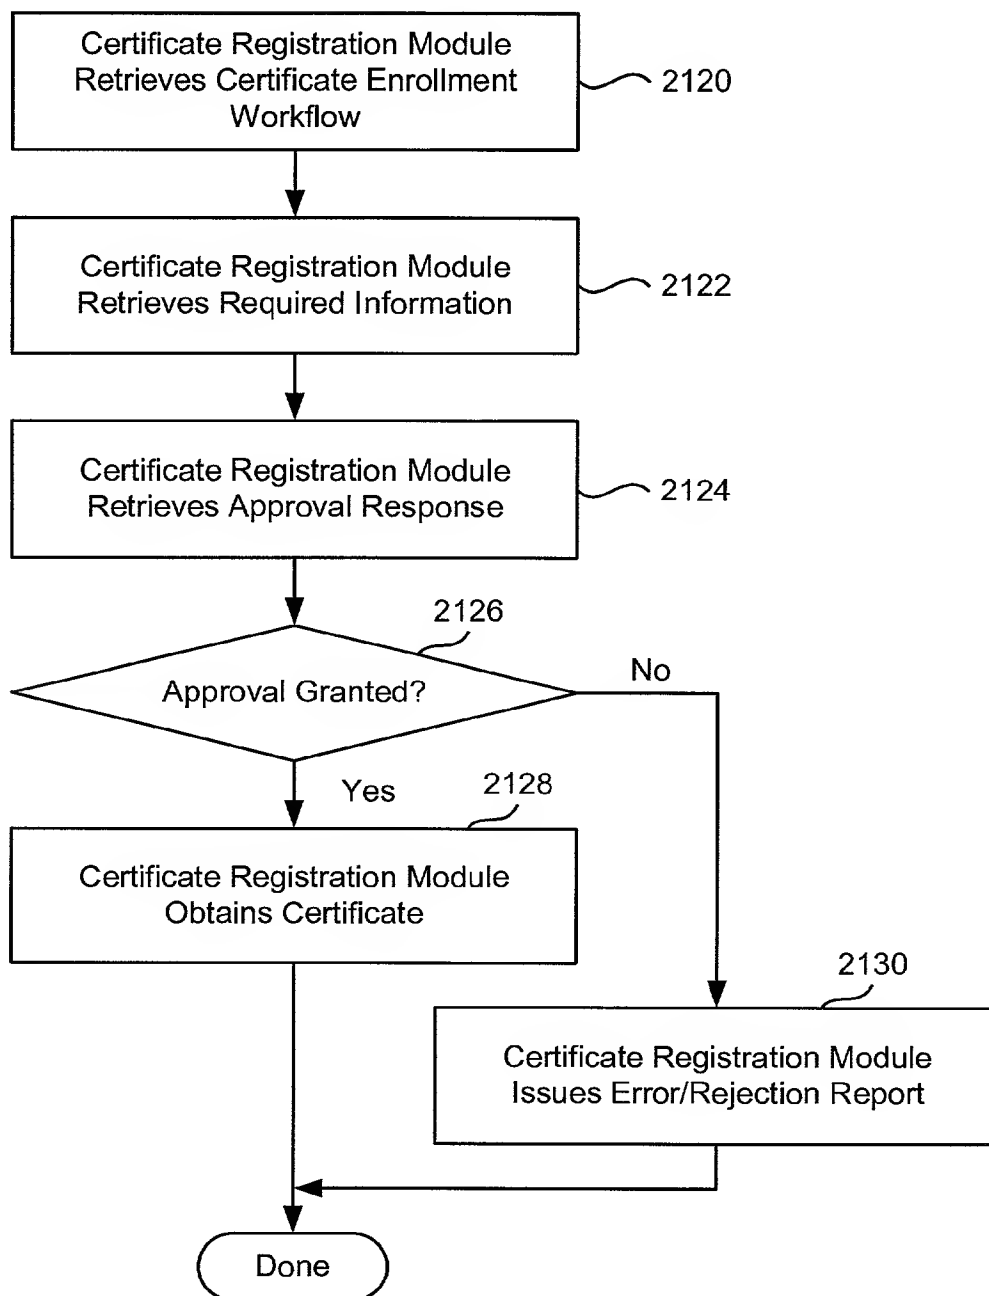 Certificate Registration Module
Retrieves Certificate Enrollment
Workflow
2120
Certificate Registration Module
Retrieves Required Information
2122
Certificate Registration Module
Retrieves Approval Response
2124
2126
Approval Granted?
No
Yes
2128
Certificate Registration Module
Obtains Certificate
2130
Certificate Registration Module
Issues Error/Rejection Report
Done